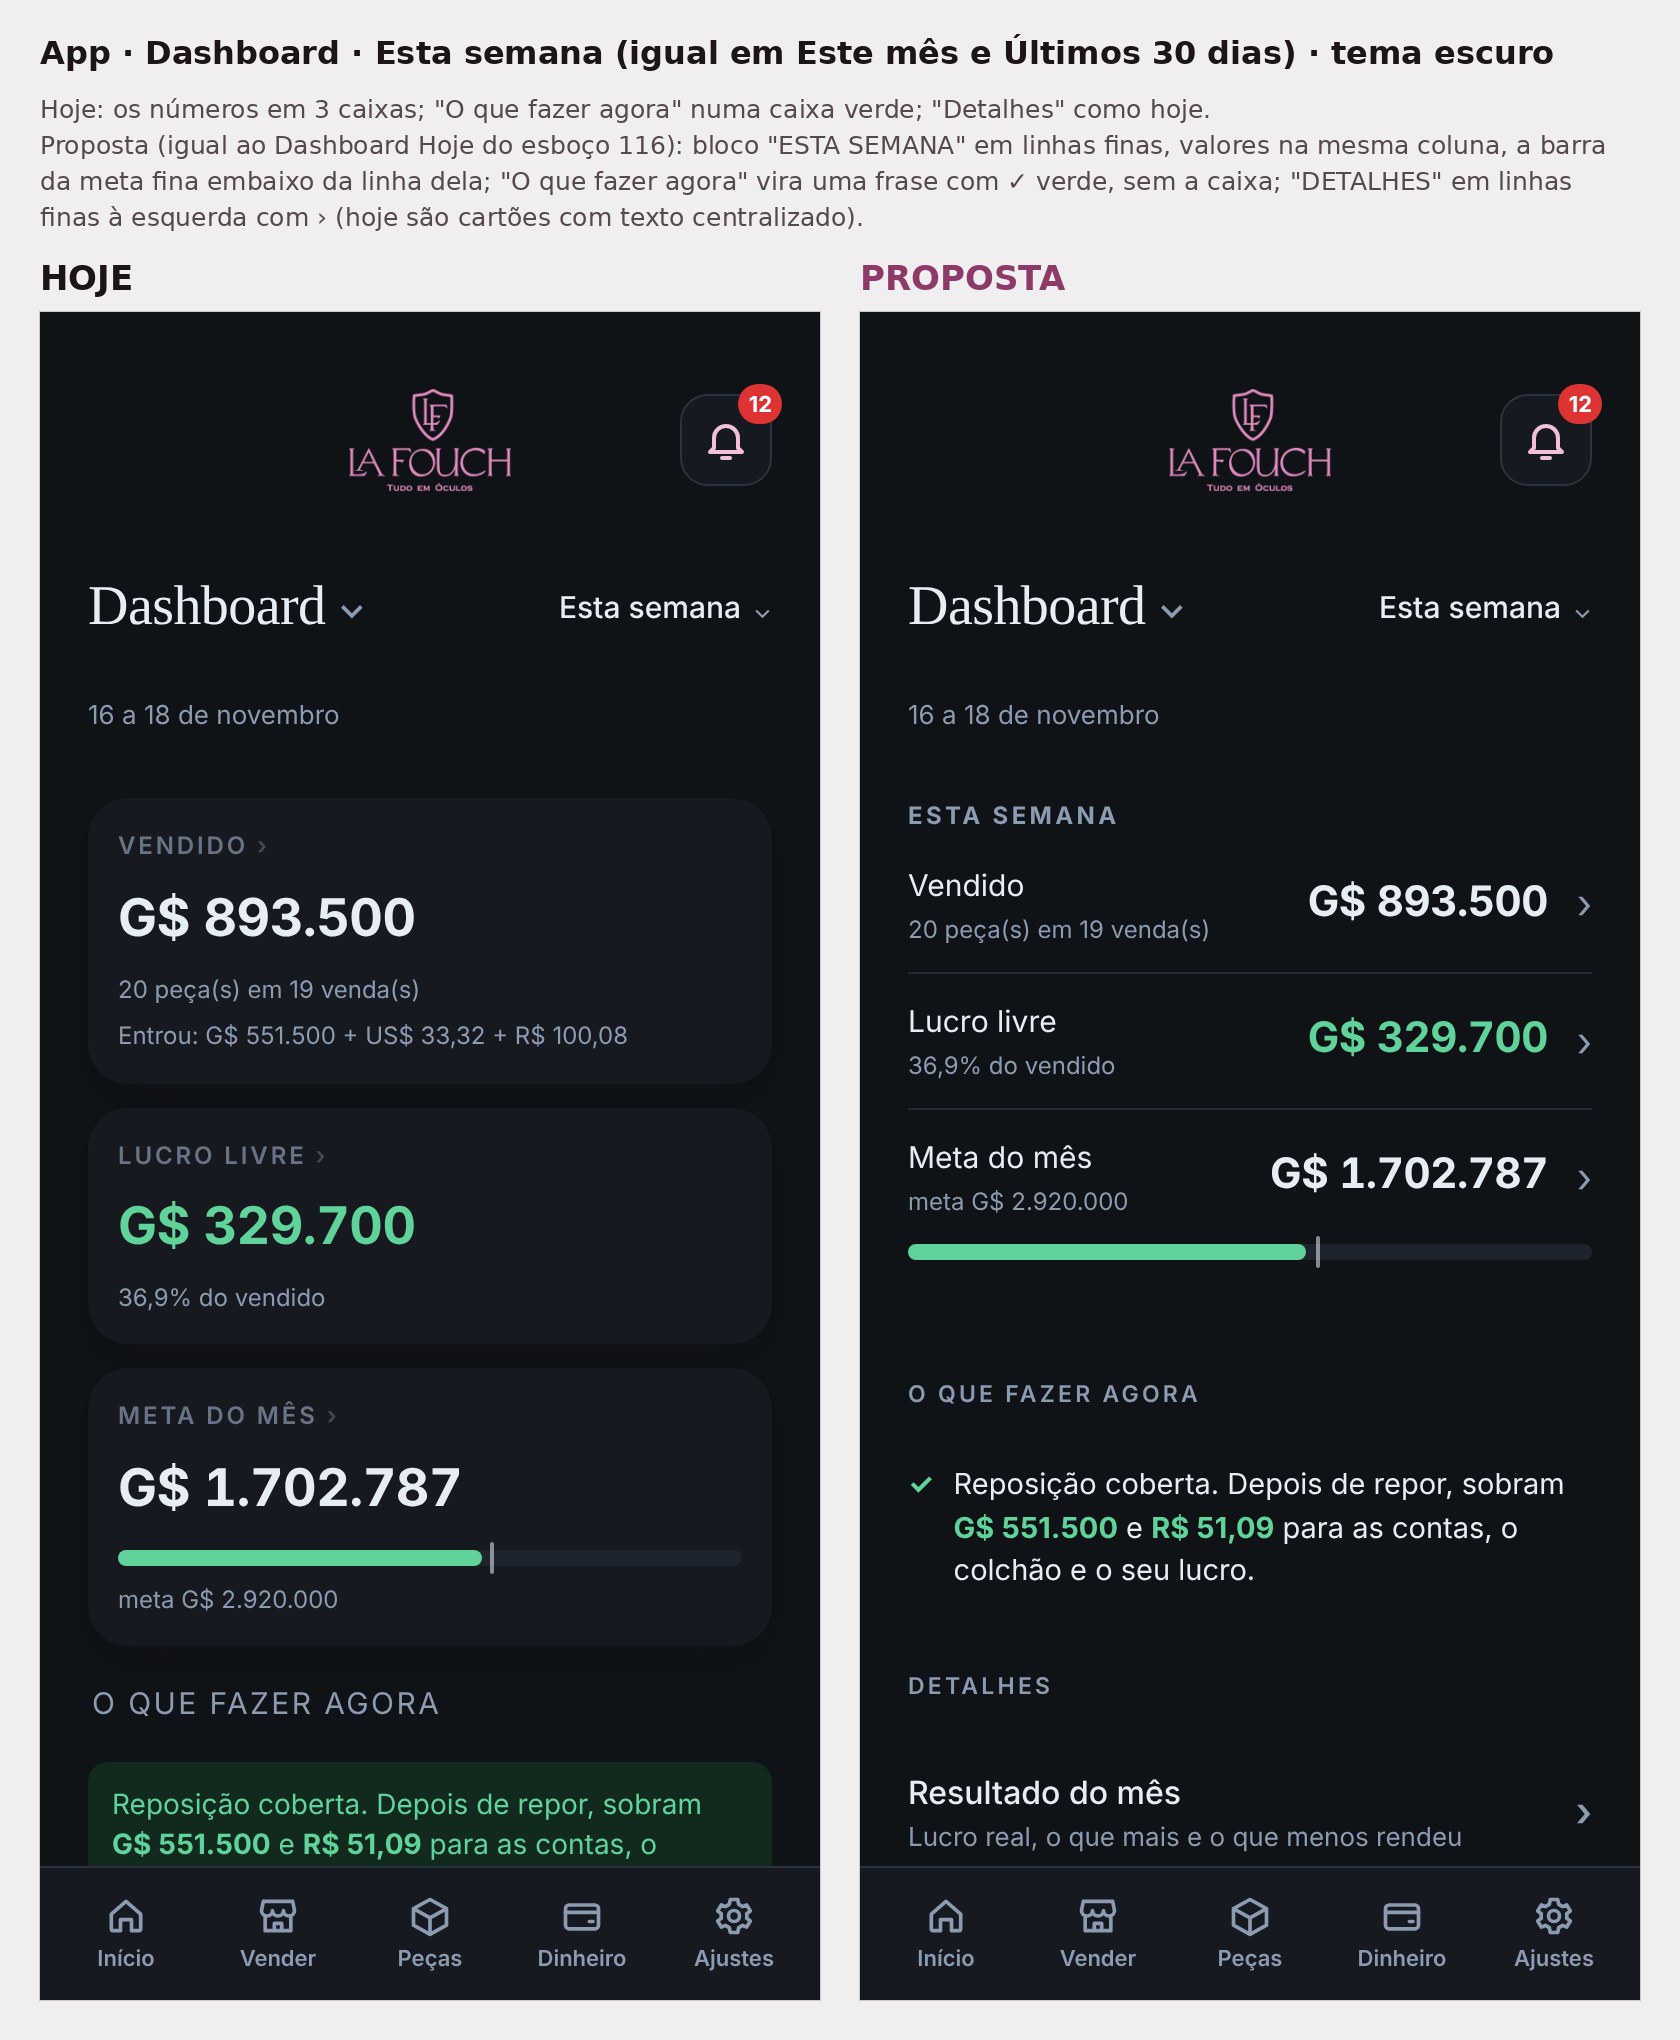 App · Dashboard · Esta semana (igual em Este mês e Últimos 30 dias) · tema escuro
Hoje: os números em 3 caixas; "O que fazer agora" numa caixa verde; "Detalhes" como hoje.
Proposta (igual ao Dashboard Hoje do esboço 116): bloco "ESTA SEMANA" em linhas finas, valores na mesma coluna, a barra
da meta fina embaixo da linha dela; "O que fazer agora" vira uma frase com ✓ verde, sem a caixa; "DETALHES" em linhas
finas à esquerda com › (hoje são cartões com texto centralizado).
HOJE
LF
12
LA FOUCH
Tudo em Óculos
Dashboard
Esta semana
16 a 18 de novembro
VENDIDO ›
G$ 893.500
20 peça(s) em 19 venda(s)
Entrou: G$ 551.500 + US$ 33,32 + R$ 100,08
LUCRO LIVRE ›
G$ 329.700
36,9% do vendido
META DO MÊS ›
G$ 1.702.787
meta G$ 2.920.000
O QUE FAZER AGORA
Reposição coberta. Depois de repor, sobram
G$ 551.500 e R$ 51,09 para as contas, o
Início
Vender
Peças
Dinheiro
Ajustes
PROPOSTA
LF
12
LA FOUCH
Tudo em Óculos
Dashboard
Esta semana
16 a 18 de novembro
ESTA SEMANA
Vendido
G$ 893.500 ›
20 peça(s) em 19 venda(s)
Lucro livre
G$ 329.700 ›
36,9% do vendido
Meta do mês
G$ 1.702.787 ›
meta G$ 2.920.000
O QUE FAZER AGORA
✓ Reposição coberta. Depois de repor, sobram
G$ 551.500 e R$ 51,09 para as contas, o
colchão e o seu lucro.
DETALHES
Resultado do mês ›
Lucro real, o que mais e o que menos rendeu
Início
Vender
Peças
Dinheiro
Ajustes